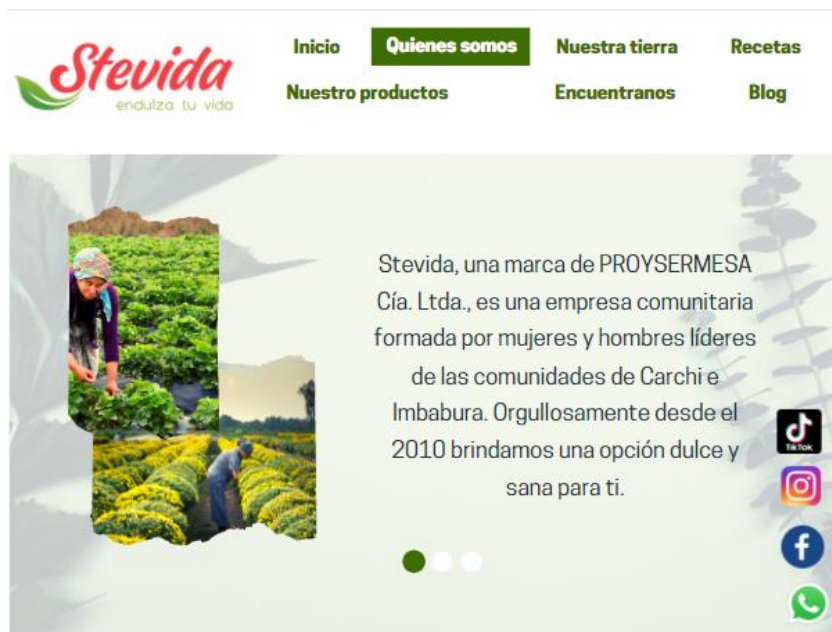 Stevida
endulza tu vida
Inicio
Quienes somos
Nuestra tierra
Recetas
Nuestro productos
Encuentranos
Blog
Stevida, una marca de PROYSERMESA
Cía. Ltda., es una empresa comunitaria
formada por mujeres y hombres líderes
de las comunidades de Carchi e
Imbabura. Orgullosamente desde el
2010 brindamos una opción dulce y
sana para ti.
TikTok